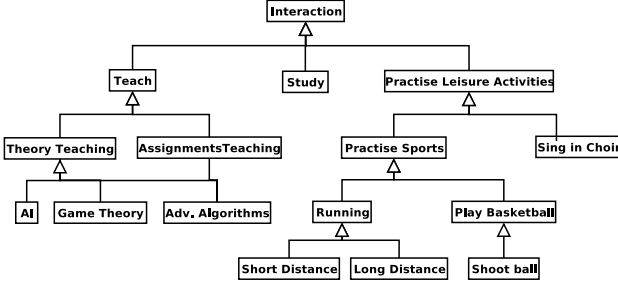 Interaction
Teach
Study
Practise Leisure Activities
Theory Teaching
AssignmentsTeaching
Practise Sports
Sing in Choir
AI
Game Theory
Adv. Algorithms
Running
Play Basketball
Short Distance
Long Distance
Shoot ball